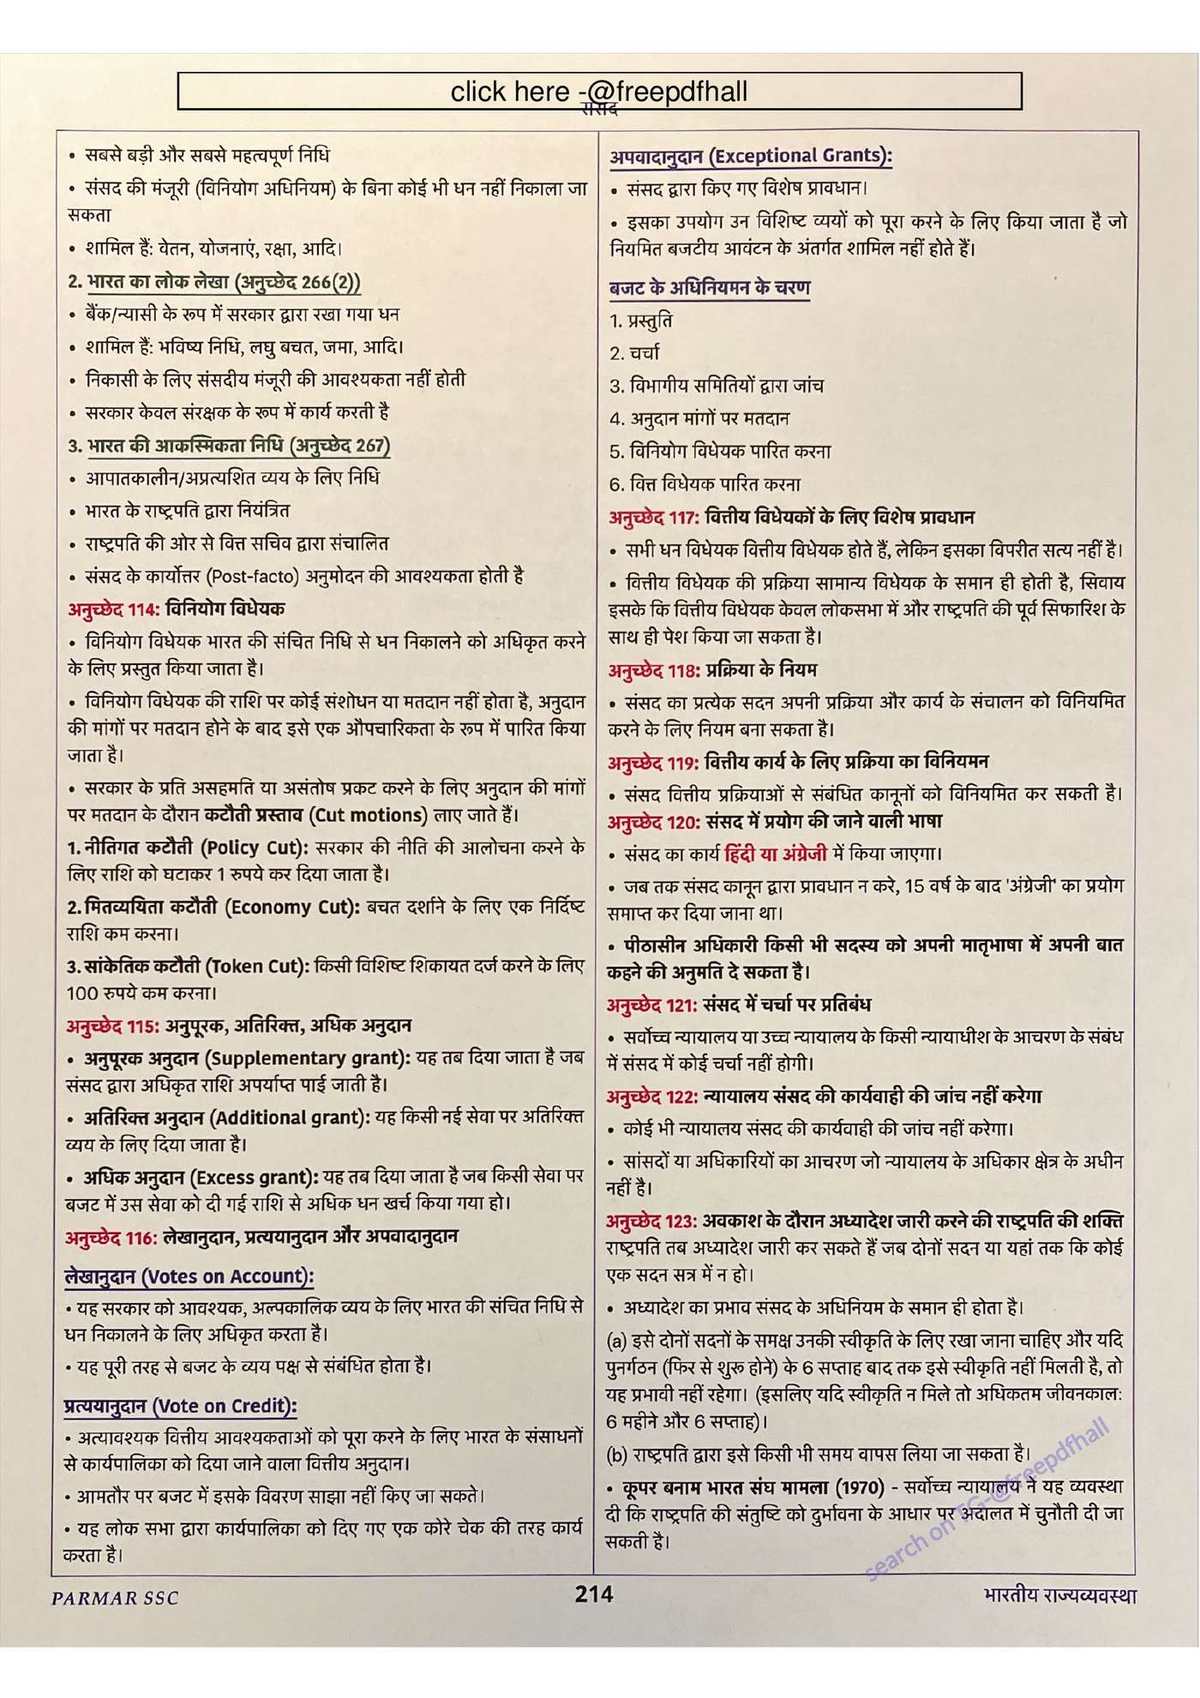 click here -@freepdfhall
संसद
• सबसे बड़ी और सबसे महत्वपूर्ण निधि
• संसद की मंजूरी (विनियोग अधिनियम) के बिना कोई भी धन नहीं निकाला जा
सकता
• शामिल हैं: वेतन, योजनाएं, रक्षा, आदि।
2. भारत का लोक लेखा (अनुच्छेद 266(2))
• बैंक/न्यासी के रूप में सरकार द्वारा रखा गया धन
• शामिल हैं: भविष्य निधि, लघु बचत, जमा, आदि।
• निकासी के लिए संसदीय मंजूरी की आवश्यकता नहीं होती
• सरकार केवल संरक्षक के रूप में कार्य करती है
3. भारत की आकस्मिकता निधि (अनुच्छेद 267)
• आपातकालीन/अप्रत्यशित व्यय के लिए निधि
• भारत के राष्ट्रपति द्वारा नियंत्रित
• राष्ट्रपति की ओर से वित्त सचिव द्वारा संचालित
• संसद के कार्योत्तर (Post-facto) अनुमोदन की आवश्यकता होती है
अनुच्छेद 114: विनियोग विधेयक
• विनियोग विधेयक भारत की संचित निधि से धन निकालने को अधिकृत करने
के लिए प्रस्तुत किया जाता है।
• विनियोग विधेयक की राशि पर कोई संशोधन या मतदान नहीं होता है, अनुदान
की मांगों पर मतदान होने के बाद इसे एक औपचारिकता के रूप में पारित किया
जाता है।
• सरकार के प्रति असहमति या असंतोष प्रकट करने के लिए अनुदान की मांगों
पर मतदान के दौरान कटौती प्रस्ताव (Cut motions) लाए जाते हैं।
1. नीतिगत कटौती (Policy Cut): सरकार की नीति की आलोचना करने के
लिए राशि को घटाकर 1 रुपये कर दिया जाता है।
2. मितव्ययिता कटौती (Economy Cut): बचत दर्शाने के लिए एक निर्दिष्ट
राशि कम करना।
3. सांकेतिक कटौती (Token Cut): किसी विशिष्ट शिकायत दर्ज करने के लिए
100 रुपये कम करना।
अनुच्छेद 115: अनुपूरक, अतिरिक्त, अधिक अनुदान
• अनुपूरक अनुदान (Supplementary grant): यह तब दिया जाता है जब
संसद द्वारा अधिकृत राशि अपर्याप्त पाई जाती है।
• अतिरिक्त अनुदान (Additional grant): यह किसी नई सेवा पर अतिरिक्त
व्यय के लिए दिया जाता है।
• अधिक अनुदान (Excess grant): यह तब दिया जाता है जब किसी सेवा पर
बजट में उस सेवा को दी गई राशि से अधिक धन खर्च किया गया हो।
अनुच्छेद 116: लेखानुदान, प्रत्ययानुदान और अपवादानुदान
लेखानुदान (Votes on Account):
• यह सरकार को आवश्यक, अल्पकालिक व्यय के लिए भारत की संचित निधि से
धन निकालने के लिए अधिकृत करता है।
• यह पूरी तरह से बजट के व्यय पक्ष से संबंधित होता है।
प्रत्ययानुदान (Vote on Credit):
• अत्यावश्यक वित्तीय आवश्यकताओं को पूरा करने के लिए भारत के संसाधनों
से कार्यपालिका को दिया जाने वाला वित्तीय अनुदान।
• आमतौर पर बजट में इसके विवरण साझा नहीं किए जा सकते।
• यह लोक सभा द्वारा कार्यपालिका को दिए गए एक कोरे चेक की तरह कार्य
करता है।
अपवादानुदान (Exceptional Grants):
• संसद द्वारा किए गए विशेष प्रावधान।
• इसका उपयोग उन विशिष्ट व्ययों को पूरा करने के लिए किया जाता है जो
नियमित बजटीय आवंटन के अंतर्गत शामिल नहीं होते हैं।
बजट के अधिनियमन के चरण
1. प्रस्तुति
2. चर्चा
3. विभागीय समितियों द्वारा जांच
4. अनुदान मांगों पर मतदान
5. विनियोग विधेयक पारित करना
6. वित्त विधेयक पारित करना
अनुच्छेद 117: वित्तीय विधेयकों के लिए विशेष प्रावधान
• सभी धन विधेयक वित्तीय विधेयक होते हैं, लेकिन इसका विपरीत सत्य नहीं है।
• वित्तीय विधेयक की प्रक्रिया सामान्य विधेयक के समान ही होती है, सिवाय
इसके कि वित्तीय विधेयक केवल लोकसभा में और राष्ट्रपति की पूर्व सिफारिश के
साथ ही पेश किया जा सकता है।
अनुच्छेद 118: प्रक्रिया के नियम
• संसद का प्रत्येक सदन अपनी प्रक्रिया और कार्य के संचालन को विनियमित
करने के लिए नियम बना सकता है।
अनुच्छेद 119: वित्तीय कार्य के लिए प्रक्रिया का विनियमन
• संसद वित्तीय प्रक्रियाओं से संबंधित कानूनों को विनियमित कर सकती है।
अनुच्छेद 120: संसद में प्रयोग की जाने वाली भाषा
• संसद का कार्य हिंदी या अंग्रेजी में किया जाएगा।
• जब तक संसद कानून द्वारा प्रावधान न करे, 15 वर्ष के बाद 'अंग्रेजी' का प्रयोग
समाप्त कर दिया जाना था।
• पीठासीन अधिकारी किसी भी सदस्य को अपनी मातृभाषा में अपनी बात
कहने की अनुमति दे सकता है।
अनुच्छेद 121: संसद में चर्चा पर प्रतिबंध
• सर्वोच्च न्यायालय या उच्च न्यायालय के किसी न्यायाधीश के आचरण के संबंध
में संसद में कोई चर्चा नहीं होगी।
अनुच्छेद 122: न्यायालय संसद की कार्यवाही की जांच नहीं करेगा
• कोई भी न्यायालय संसद की कार्यवाही की जांच नहीं करेगा।
• सांसदों या अधिकारियों का आचरण जो न्यायालय के अधिकार क्षेत्र के अधीन
नहीं है।
अनुच्छेद 123: अवकाश के दौरान अध्यादेश जारी करने की राष्ट्रपति की शक्ति
राष्ट्रपति तब अध्यादेश जारी कर सकते हैं जब दोनों सदन या यहां तक कि कोई
एक सदन सत्र में न हो।
• अध्यादेश का प्रभाव संसद के अधिनियम के समान ही होता है।
(a) इसे दोनों सदनों के समक्ष उनकी स्वीकृति के लिए रखा जाना चाहिए और यदि
पुनर्गठन (फिर से शुरू होने) के 6 सप्ताह बाद तक इसे स्वीकृति नहीं मिलती है, तो
यह प्रभावी नहीं रहेगा। (इसलिए यदि स्वीकृति न मिले तो अधिकतम जीवनकाल:
6 महीने और 6 सप्ताह)।
(b) राष्ट्रपति द्वारा इसे किसी भी समय वापस लिया जा सकता है।
• कूपर बनाम भारत संघ मामला (1970) - सर्वोच्च न्यायालय ने यह व्यवस्था
दी कि राष्ट्रपति की संतुष्टि को दुर्भावना के आधार पर अदालत में चुनौती दी जा
सकती है।
search on TG-@freepdfhall
PARMAR SSC
214
भारतीय राज्यव्यवस्था